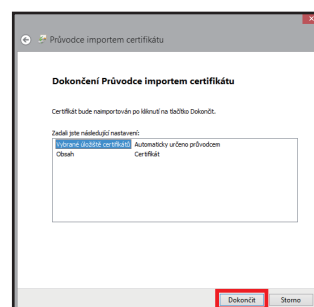 Průvodce importem certifikátu
Dokončení Průvodce importem certifikátu
Certifikát bude naimportován po kliknutí na tlačítko Dokončit.
Zadali jste následující nastavení:
Vybrané úložiště certifikátů Automaticky určeno průvodcem
Obsah Certifikát
Dokončit Storno